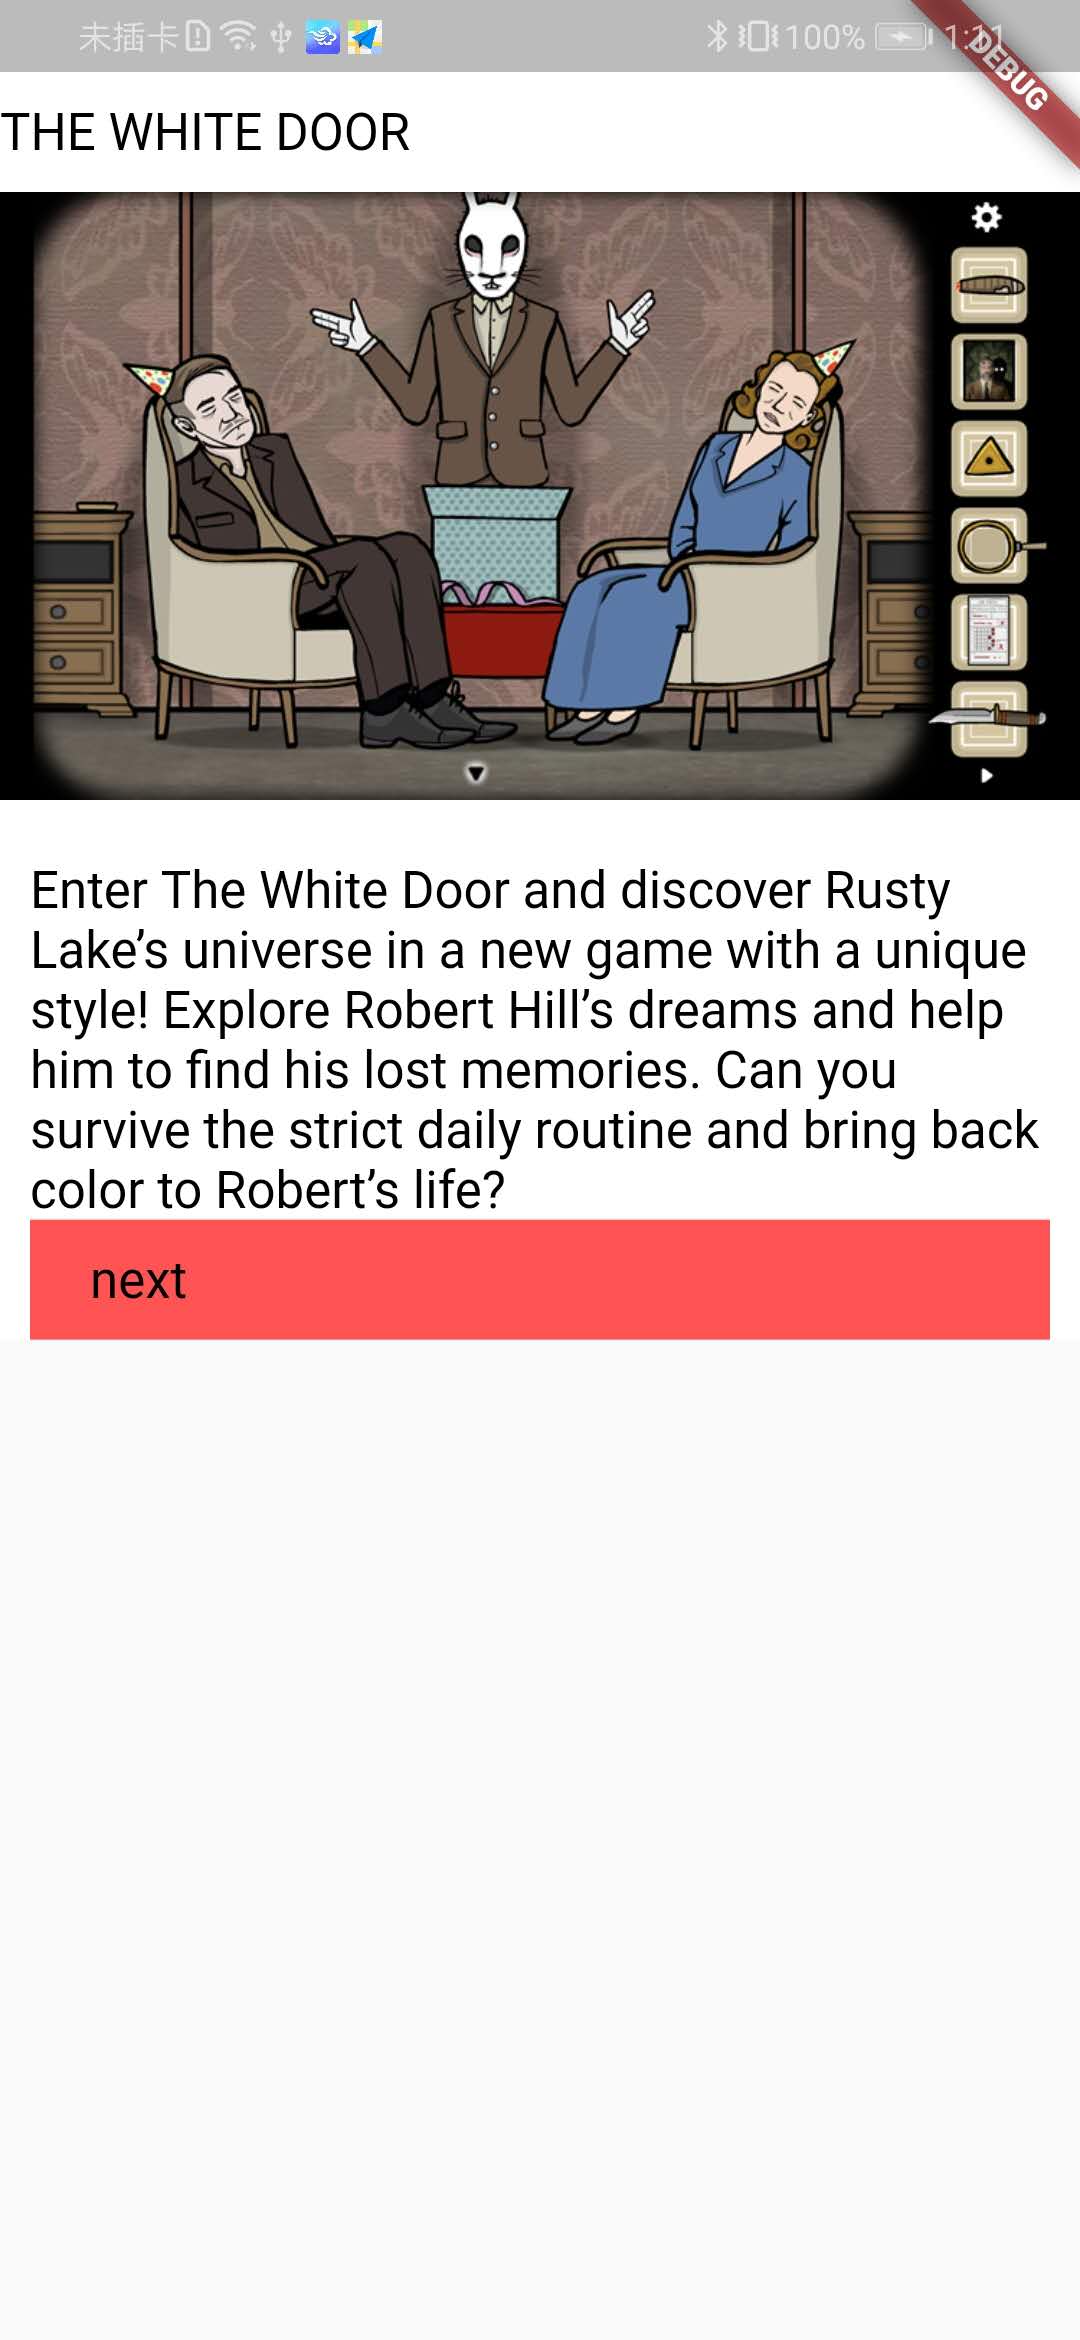 未插卡 100% 1:11
DEBUG
THE WHITE DOOR
Enter The White Door and discover Rusty
Lake’s universe in a new game with a unique
style! Explore Robert Hill’s dreams and help
him to find his lost memories. Can you
survive the strict daily routine and bring back
color to Robert’s life?
next